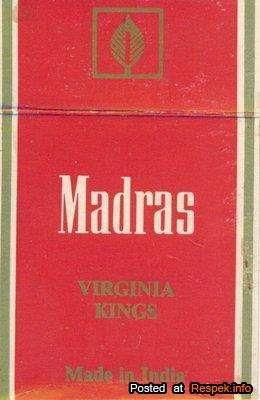 Madras
VIRGINIA
KINGS
Made in India
Posted at Respek.info